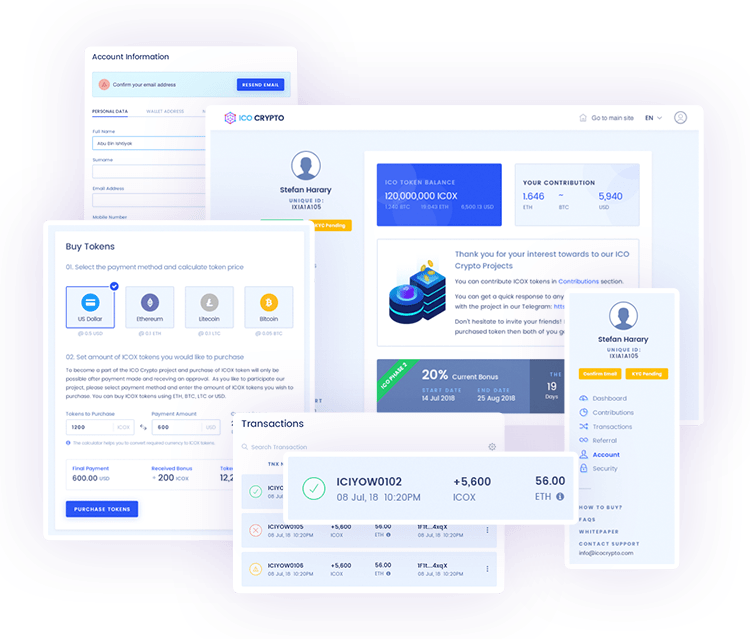 Account Information
Confirm your email address
RESEND EMAIL
PERSONAL DATA
WALLET ADDRESS
Full Name
Abu Bin Ishtiyak
Surname
Email Address
Mobile Number
ICO CRYPTO
Go to main site
EN
Stefan Harary
UNIQUE ID:
IXIA1A105
KYC Pending
ICO TOKEN BALANCE
120,000,000 ICOX
1.340 BTC 19.043 ETH 6,500.13 USD
YOUR CONTRIBUTION
1.646 ~ 5,940
ETH BTC USD
Thank you for your interest towards to our ICO
Crypto Projects
You can contribute ICOX tokens in Contributions section.
You can get a quick response to any
with the project in our Telegram: https
Don't hesitate to invite your friends!
purchased token then both of you g
ICO PHASE 2
20% Current Bonus
START DATE END DATE
14 Jul 2018 25 Aug 2018
THE
19
Days
Buy Tokens
01. Select the payment method and calculate token price
US Dollar
Ethereum
Litecoin
Bitcoin
@ 0.5 USD
@ 0.1 ETH
@ 0.1 LTC
@ 0.05 BTC
02. Set amount of ICOX tokens you would like to purchase
To become a part of the ICO Crypto project and purchase of ICOX token will only be
possible after payment made and receving an approval. As you like to participate our
project, please select payment method and enter the amount of ICOX tokens you wish to
purchase. You can buy ICOX tokens using ETH, BTC, LTC or USD.
Tokens to Purchase
Payment Amount
1200 ICOX
600 USD
This calculator helps you to convert required currency to ICOX tokens.
Final Payment
Received Bonus
Token
600.00 USD
+ 200 ICOX
12,2
PURCHASE TOKENS
Transactions
Search Transaction
TNX N
ICIYO
08 Ju
ICIYOW0102
08 Jul, 18 10:20PM
+5,600
ICOX
56.00
ETH
ICIYOW0105
08 Jul, 18 10:20PM
+5,600
ICOX
56.00
ETH
1F1t....4xqX
08 Jul, 18 10:20PM
ICIYOW0106
08 Jul, 18 10:20PM
+5,600
ICOX
56.00
ETH
1F1t....4xqX
08 Jul, 18 10:20PM
Stefan Harary
UNIQUE ID:
IXIA1A105
Confirm Email
KYC Pending
Dashboard
Contributions
Transactions
Referral
Account
Security
HOW TO BUY?
FAQS
WHITEPAPER
CONTACT SUPPORT
info@icocrypto.com